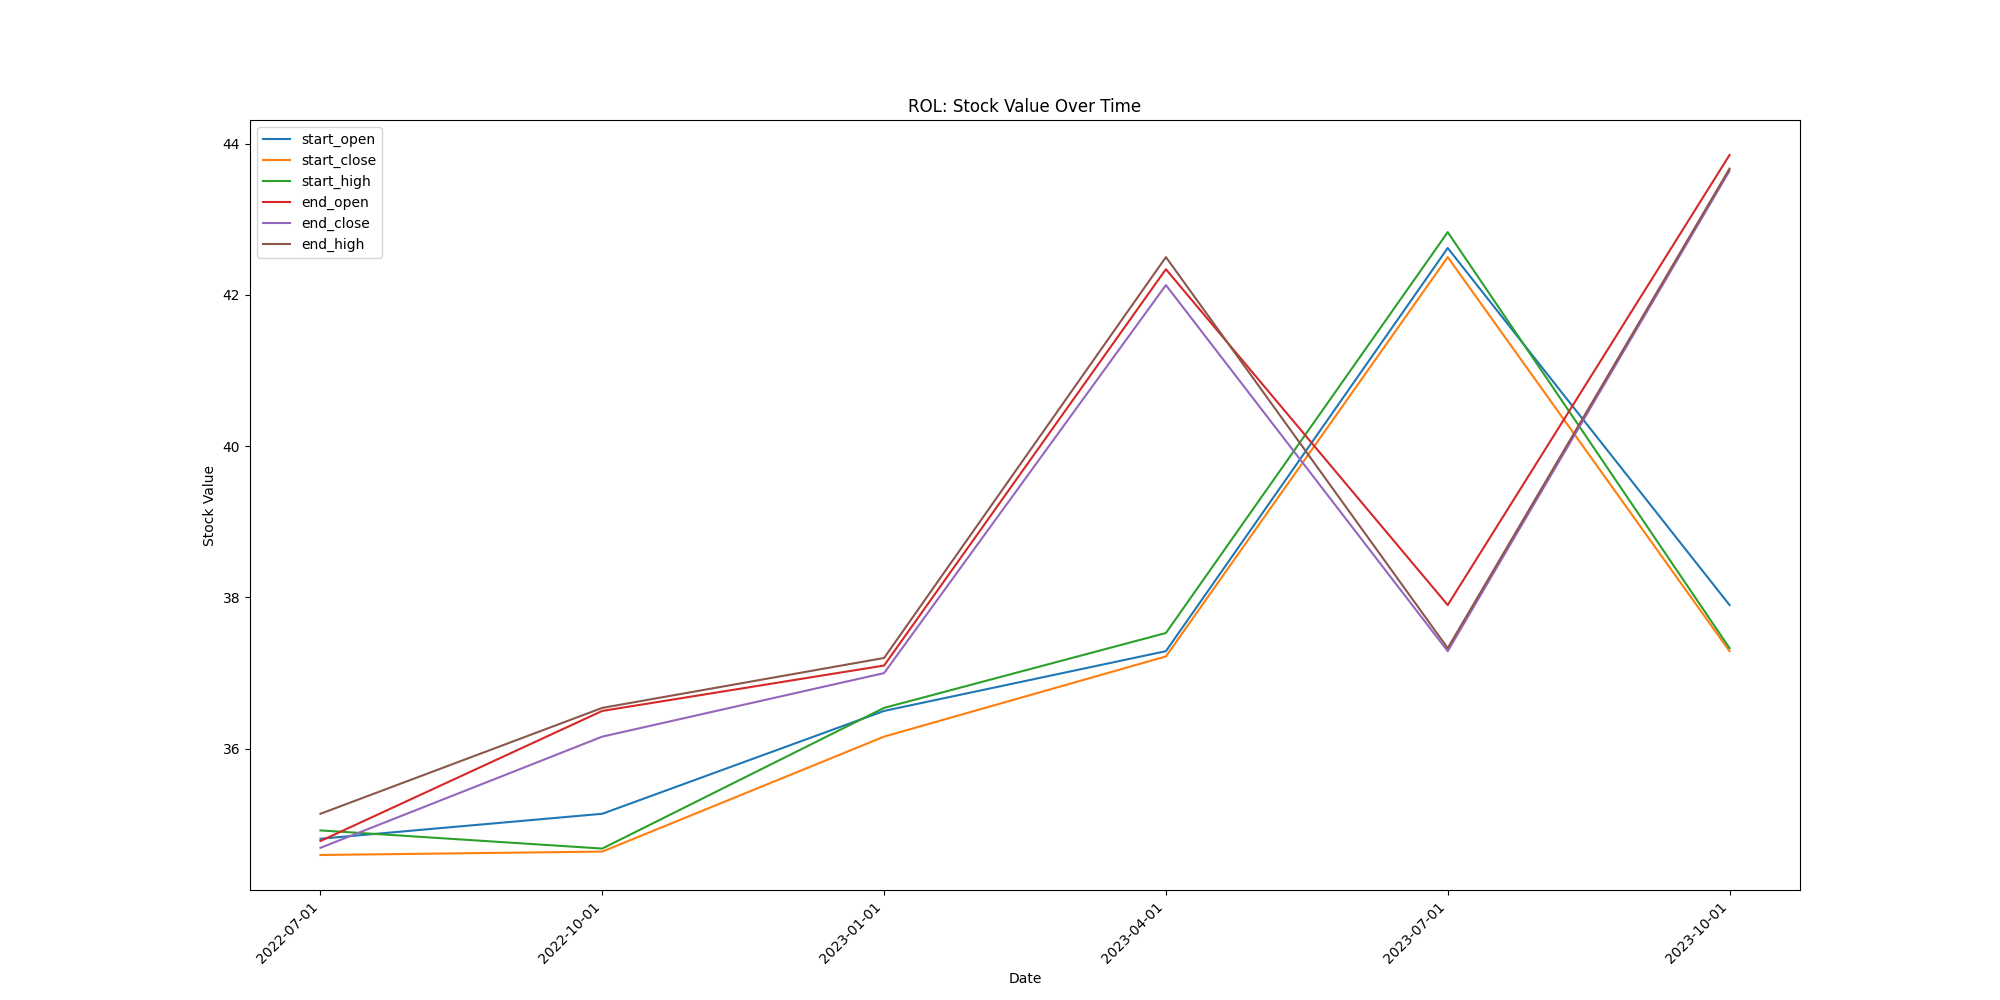 ROL: Stock Value Over Time
start_open
start_close
start_high
end_open
end_close
end_high
44
42
40
38
36
Stock Value
2022-07-01
2022-10-01
2023-01-01
2023-04-01
2023-07-01
2023-10-01
Date